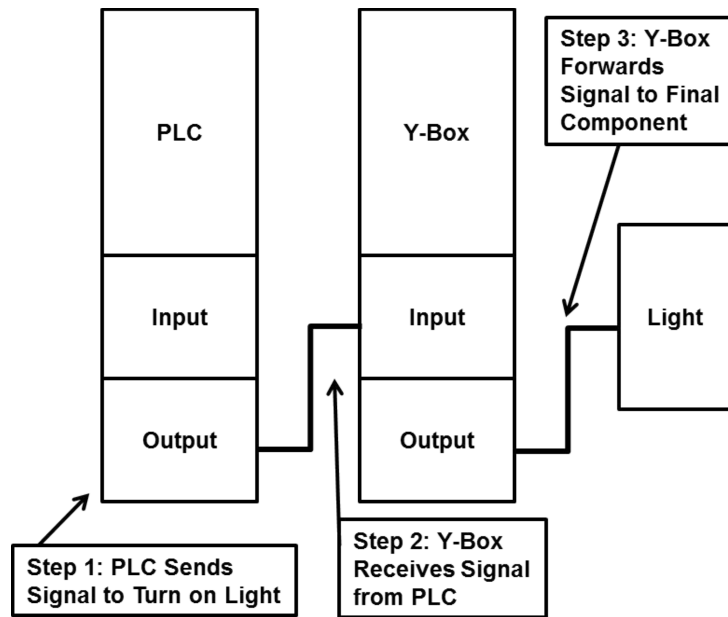 PLC
Input
Output
Y-Box
Input
Output
Light
Step 1: PLC Sends
Signal to Turn on Light
Step 2: Y-Box
Receives Signal
from PLC
Step 3: Y-Box
Forwards
Signal to Final
Component